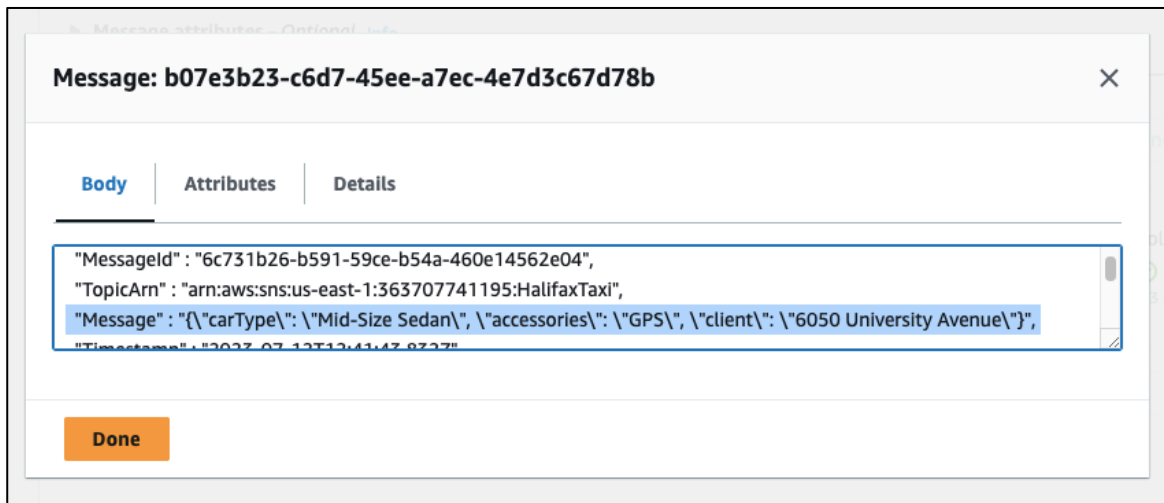 Message attributes - Optional Info
Message: b07e3b23-c6d7-45ee-a7ec-4e7d3c67d78b
Body Attributes Details
"MessageId" : "6c731b26-b591-59ce-b54a-460e14562e04",
"TopicArn" : "arn:aws:sns:us-east-1:363707741195:HalifaxTaxi",
"Message" : "{\"carType\": \"Mid-Size Sedan\", \"accessories\": \"GPS\", \"client\": \"6050 University Avenue\"}",
"Timestamp" :
Done